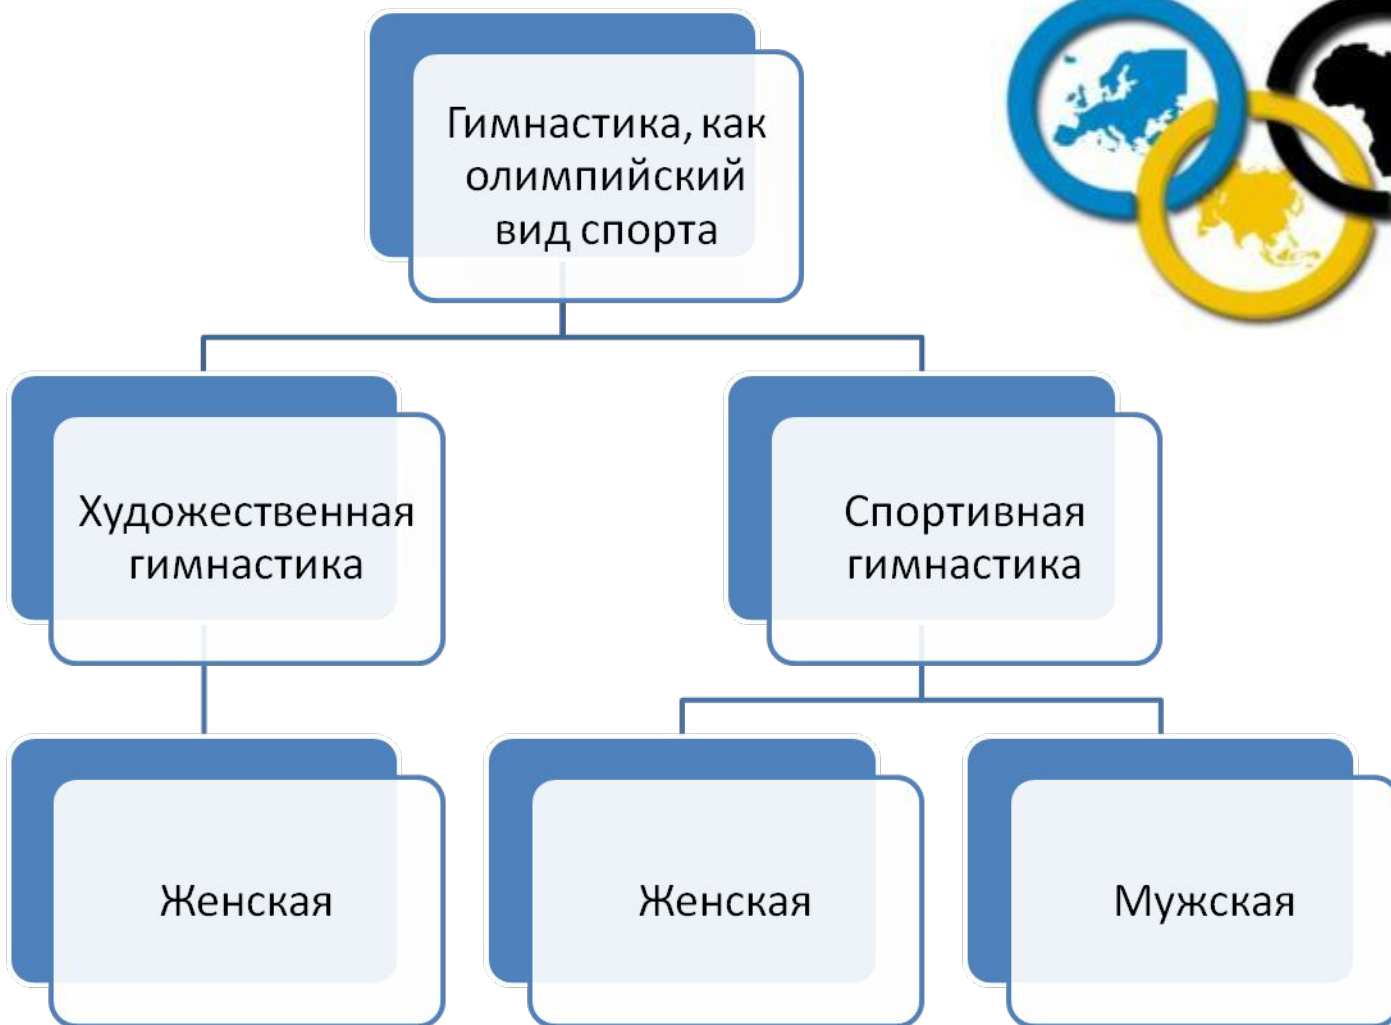 Гимнастика, как
олимпийский
вид спорта
Художественная
гимнастика
Спортивная
гимнастика
Женская
Женская
Мужская